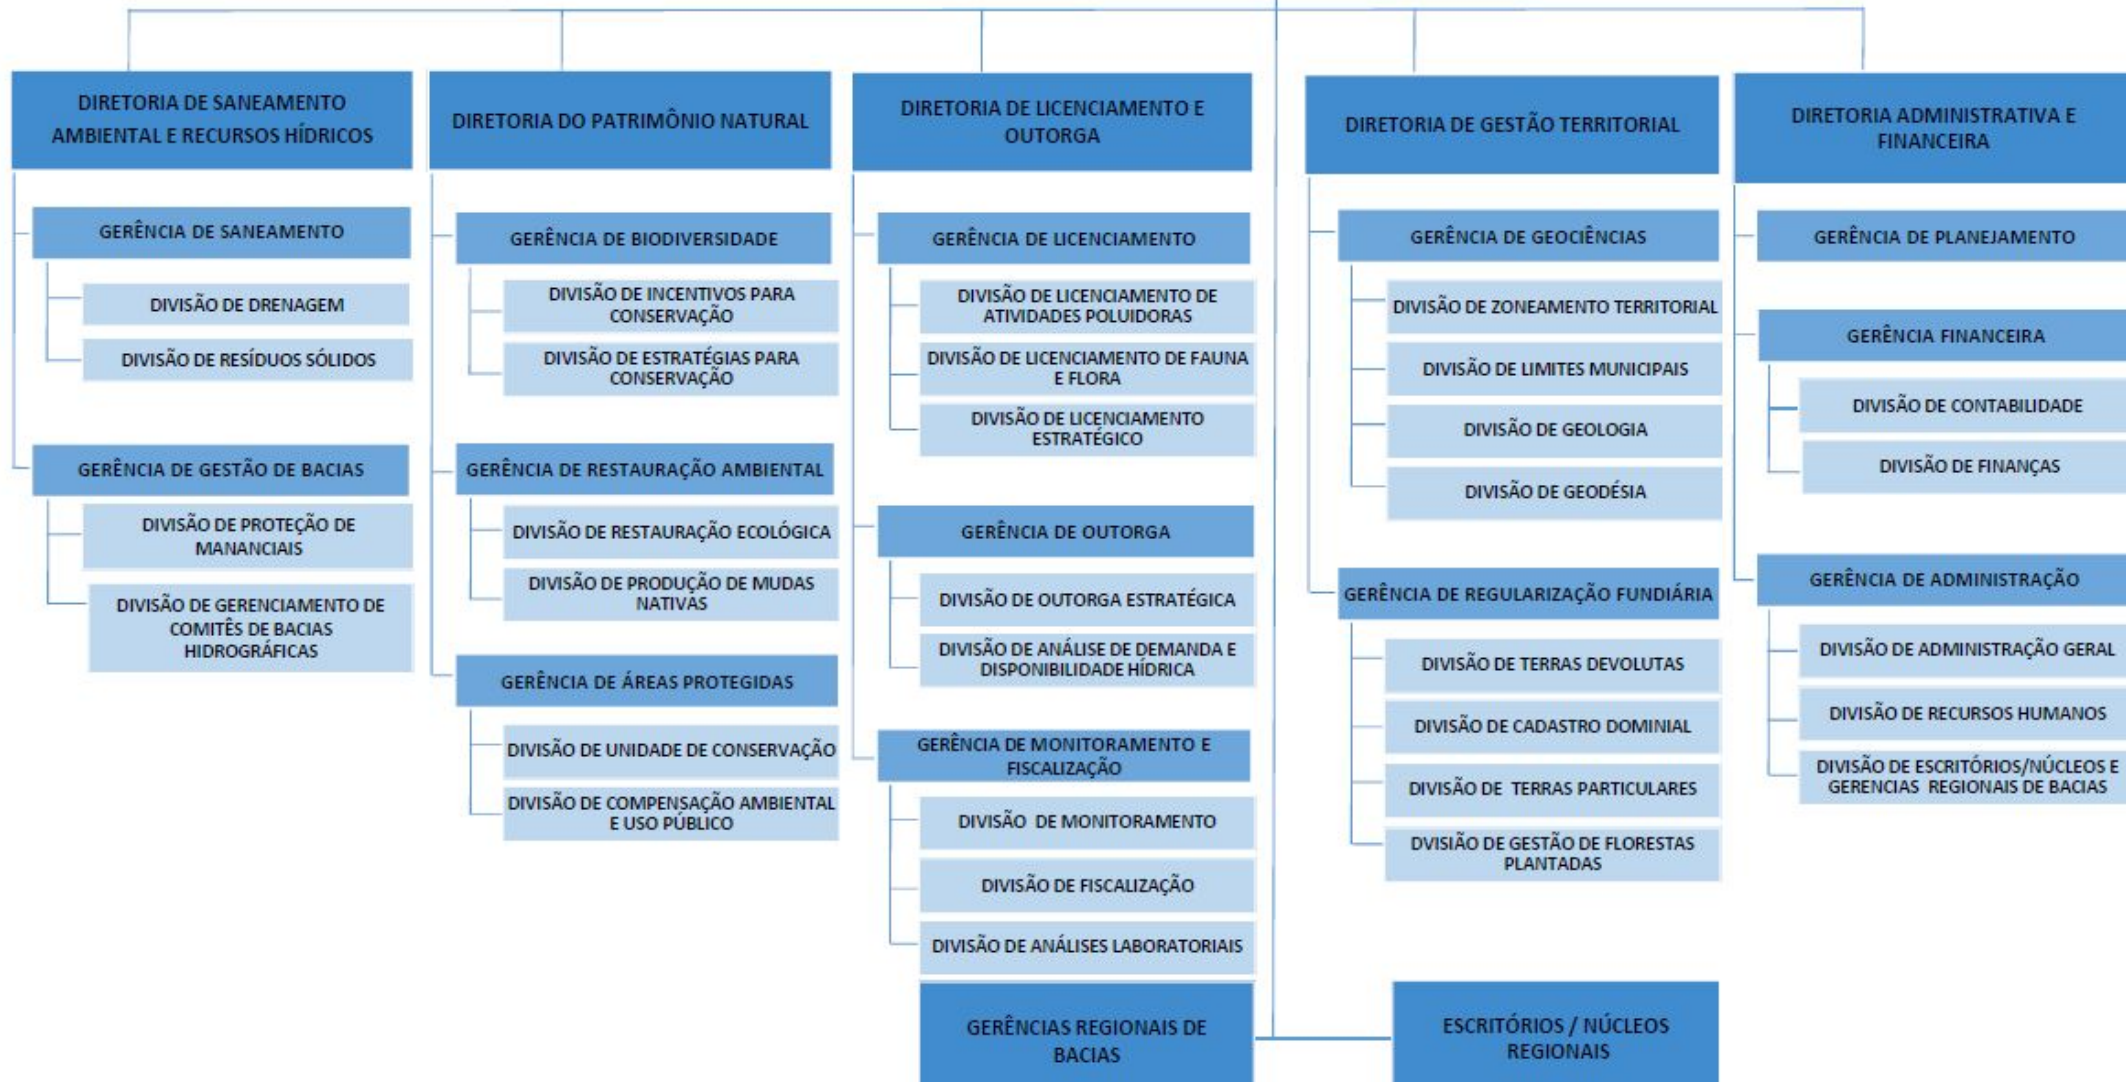 DIRETORIA DE SANEAMENTO
AMBIENTAL E RECURSOS HÍDRICOS
GERÊNCIA DE SANEAMENTO
DIVISÃO DE DRENAGEM
DIVISÃO DE RESÍDUOS SÓLIDOS
GERÊNCIA DE GESTÃO DE BACIAS
DIVISÃO DE PROTEÇÃO DE
MANANCIAIS
DIVISÃO DE GERENCIAMENTO DE
COMITÊS DE BACIAS
HIDROGRÁFICAS
DIRETORIA DO PATRIMÔNIO NATURAL
GERÊNCIA DE BIODIVERSIDADE
DIVISÃO DE INCENTIVOS PARA
CONSERVAÇÃO
DIVISÃO DE ESTRATÉGIAS PARA
CONSERVAÇÃO
GERÊNCIA DE RESTAURAÇÃO AMBIENTAL
DIVISÃO DE RESTAURAÇÃO ECOLÓGICA
DIVISÃO DE PRODUÇÃO DE MUDAS
NATIVAS
GERÊNCIA DE ÁREAS PROTEGIDAS
DIVISÃO DE UNIDADE DE CONSERVAÇÃO
DIVISÃO DE COMPENSAÇÃO AMBIENTAL
E USO PÚBLICO
DIRETORIA DE LICENCIAMENTO E
OUTORGA
GERÊNCIA DE LICENCIAMENTO
DIVISÃO DE LICENCIAMENTO DE
ATIVIDADES POLUIDORAS
DIVISÃO DE LICENCIAMENTO DE FAUNA
E FLORA
DIVISÃO DE LICENCIAMENTO
ESTRATÉGICO
GERÊNCIA DE OUTORGA
DIVISÃO DE OUTORGA ESTRATÉGICA
DIVISÃO DE ANÁLISE DE DEMANDA E
DISPONIBILIDADE HÍDRICA
GERÊNCIA DE MONITORAMENTO E
FISCALIZAÇÃO
DIVISÃO DE MONITORAMENTO
DIVISÃO DE FISCALIZAÇÃO
DIVISÃO DE ANÁLISES LABORATORIAIS
GERÊNCIAS REGIONAIS DE
BACIAS
DIRETORIA DE GESTÃO TERRITORIAL
GERÊNCIA DE GEOCIÊNCIAS
DIVISÃO DE ZONEAMENTO TERRITORIAL
DIVISÃO DE LIMITES MUNICIPAIS
DIVISÃO DE GEOLOGIA
DIVISÃO DE GEODÉSIA
GERÊNCIA DE REGULARIZAÇÃO FUNDIÁRIA
DIVISÃO DE TERRAS DEVOLUTAS
DIVISÃO DE CADASTRO DOMINIAL
DIVISÃO DE TERRAS PARTICULARES
DVISIÃO DE GESTÃO DE FLORESTAS
PLANTADAS
ESCRITÓRIOS / NÚCLEOS
REGIONAIS
DIRETORIA ADMINISTRATIVA E
FINANCEIRA
GERÊNCIA DE PLANEJAMENTO
GERÊNCIA FINANCEIRA
DIVISÃO DE CONTABILIDADE
DIVISÃO DE FINANÇAS
GERÊNCIA DE ADMINISTRAÇÃO
DIVISÃO DE ADMINISTRAÇÃO GERAL
DIVISÃO DE RECURSOS HUMANOS
DIVISÃO DE ESCRITÓRIOS/NÚCLEOS E
GERENCIAS REGIONAIS DE BACIAS